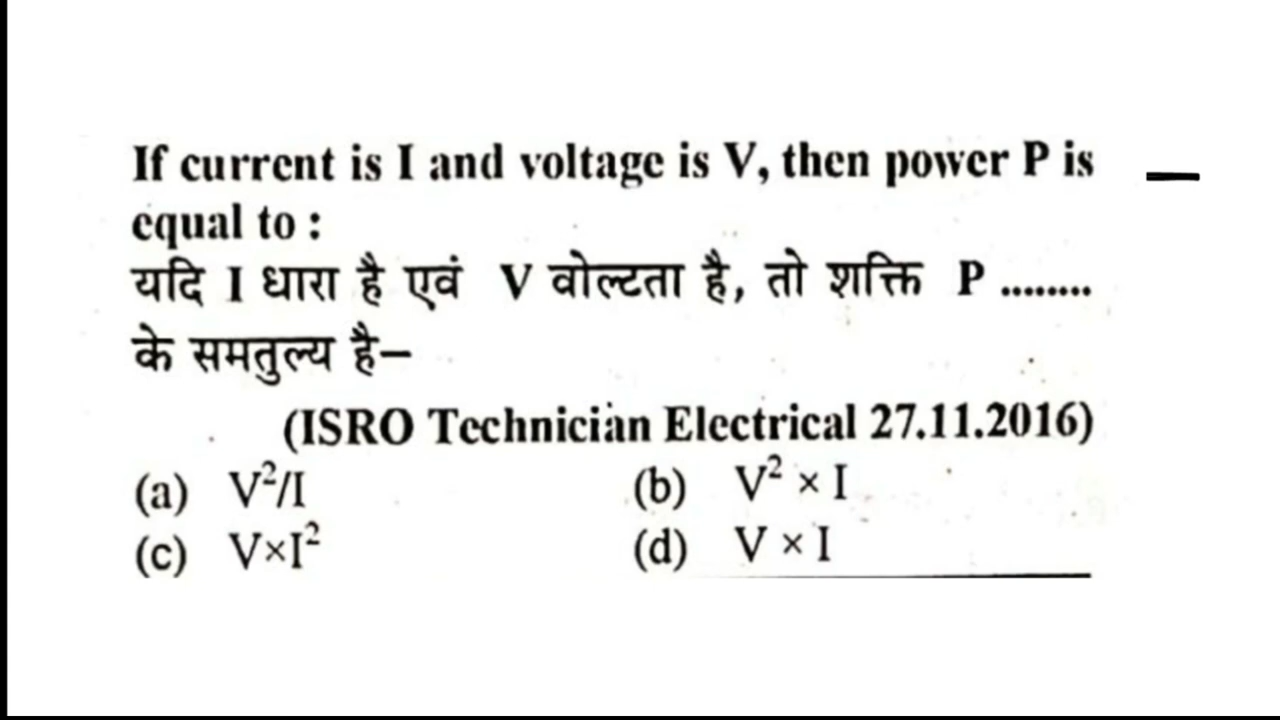 If current is I and voltage is V, then power P is
equal to :
यदि I धारा है एवं V वोल्टता है, तो शक्ति P ........
के समतुल्य है–
(ISRO Technician Electrical 27.11.2016)
(a) V²/I (b) V² × I
(c) V×I² (d) V × I